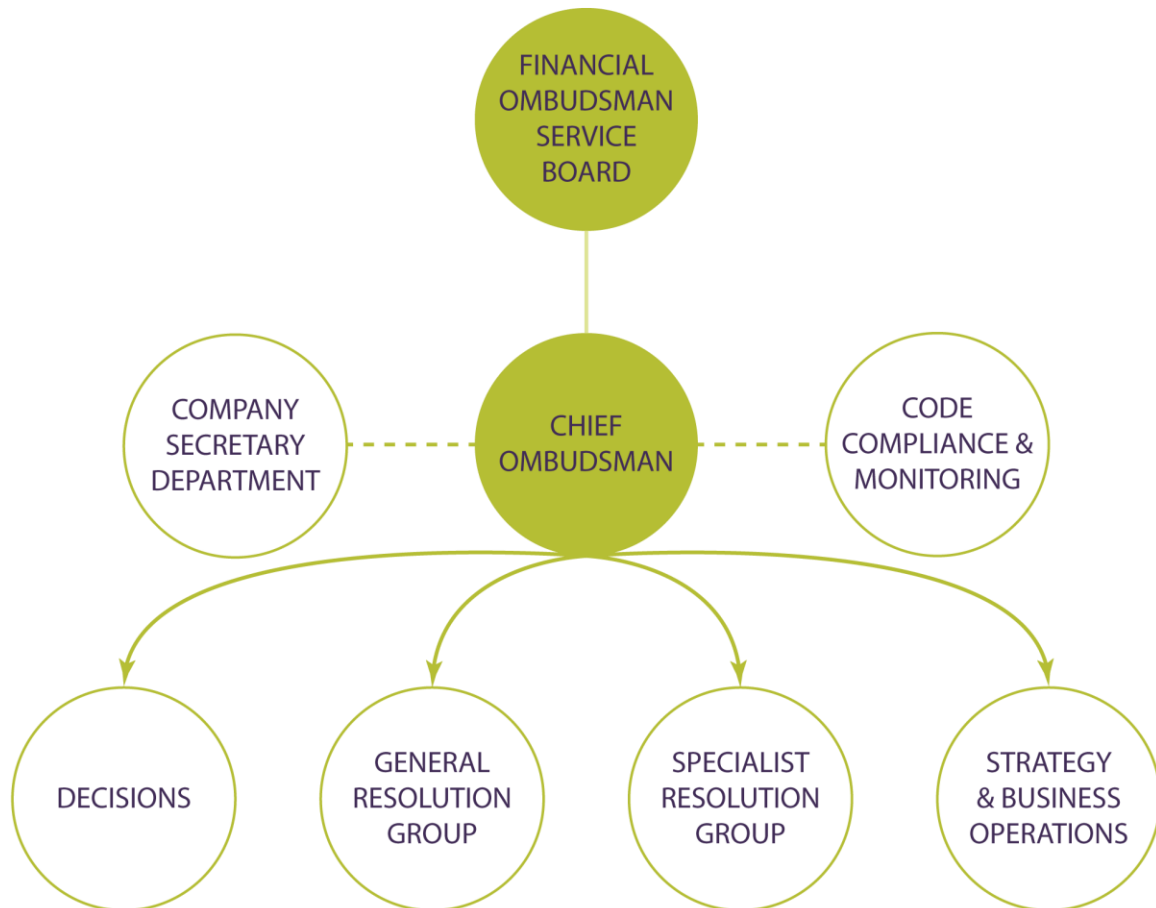 FINANCIAL
OMBUDSMAN
SERVICE
BOARD
COMPANY
SECRETARY
DEPARTMENT
CHIEF
OMBUDSMAN
CODE
COMPLIANCE &
MONITORING
DECISIONS
GENERAL
RESOLUTION
GROUP
SPECIALIST
RESOLUTION
GROUP
STRATEGY
& BUSINESS
OPERATIONS